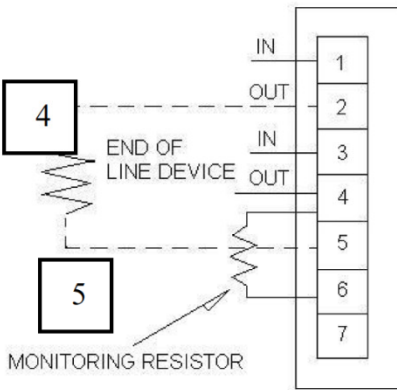 IN
1
OUT
2
4
END OF
LINE DEVICE
IN
3
OUT
4
5
5
6
7
MONITORING RESISTOR